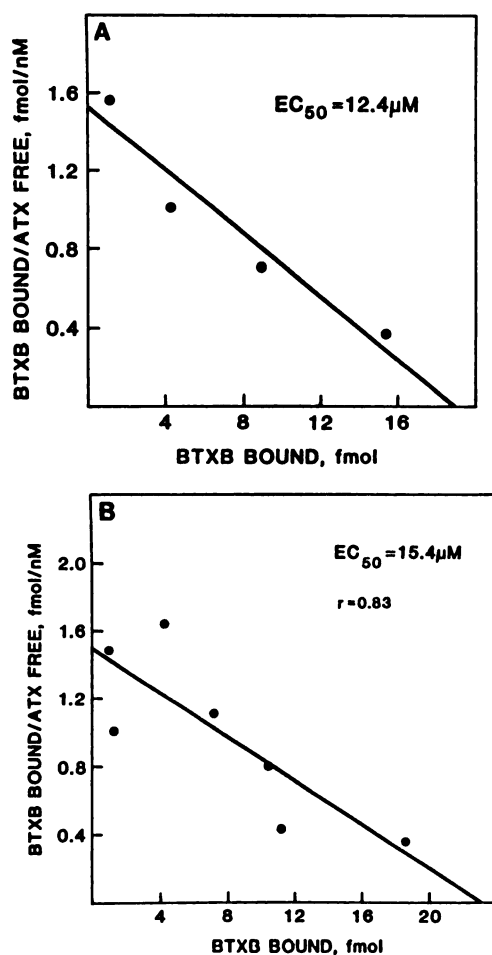 A
EC50=12.4µM
BTXB BOUND/ATX FREE, fmol/nM
1.6
1.2
0.8
0.4
4 8 12 16
BTXB BOUND, fmol
B
EC50=15.4µM
r=0.83
BTXB BOUND/ATX FREE, fmol/nM
2.0
1.6
1.2
0.8
0.4
4 8 12 16 20
BTXB BOUND, fmol